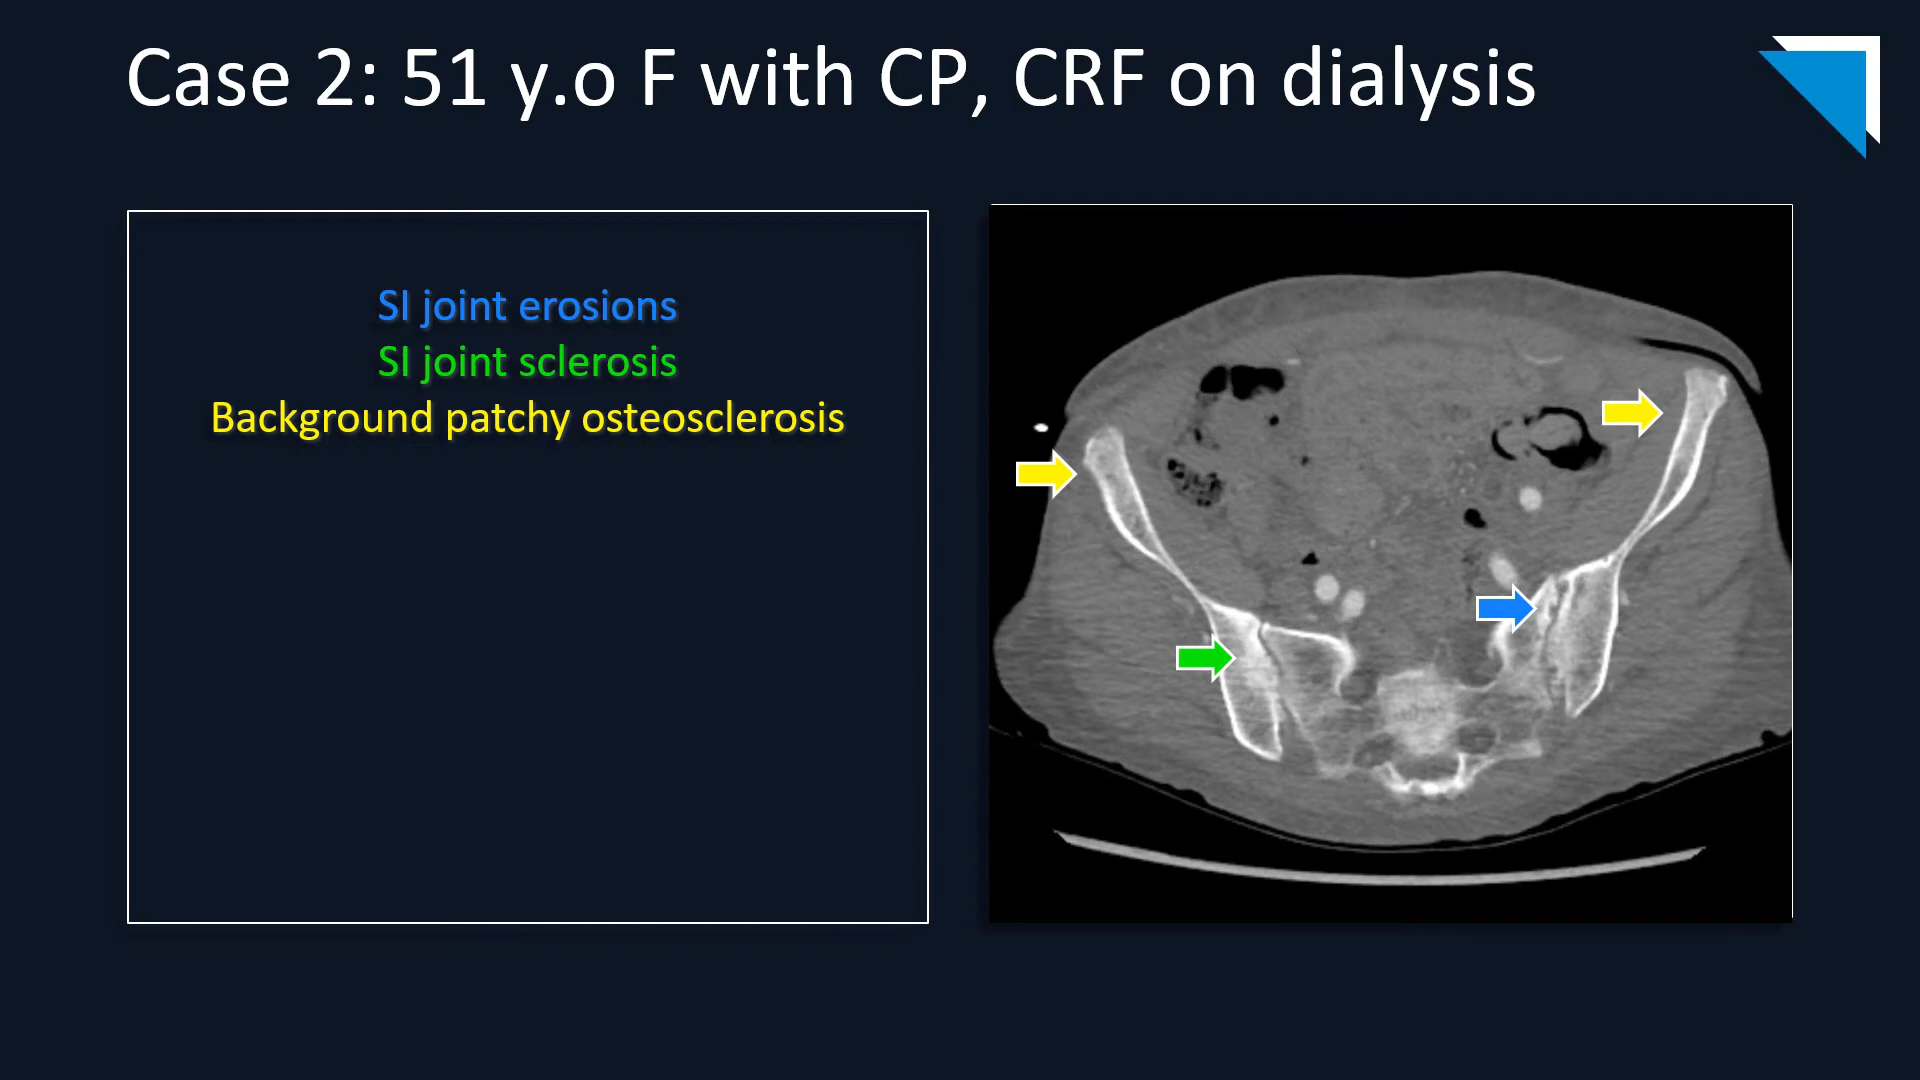 Case 2: 51 y.o F with CP, CRF on dialysis
SI joint erosions
SI joint sclerosis
Background patchy osteosclerosis